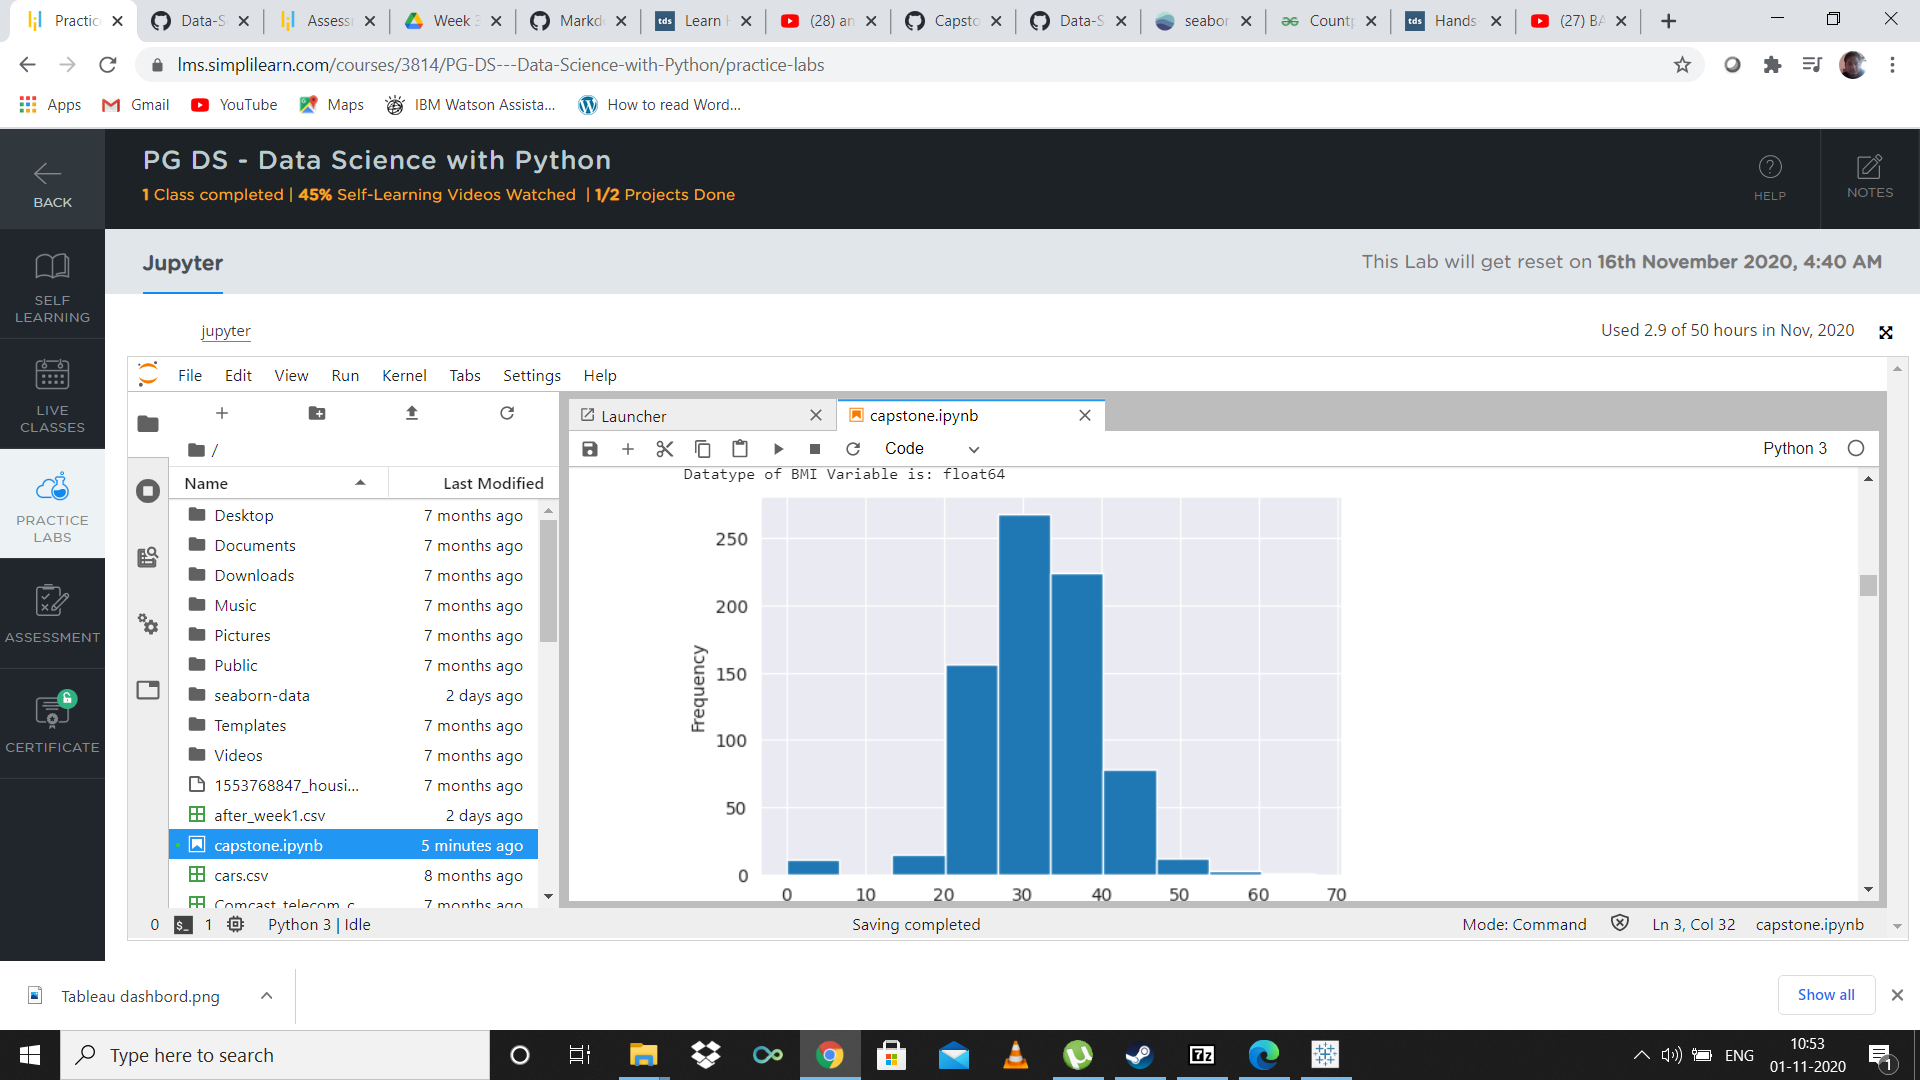 Practic
Data-S
Assess
Week 3
Markd
Learn
(28) an
Capsto
Data-S
seabor
Countp
Hands
(27) BA
lms.simplilearn.com/courses/3814/PG-DS---Data-Science-with-Python/practice-labs
Apps
Gmail
YouTube
Maps
IBM Watson Assista...
How to read Word...
BACK
PG DS - Data Science with Python
1 Class completed | 45% Self-Learning Videos Watched | 1/2 Projects Done
HELP
NOTES
SELF
LEARNING
LIVE
CLASSES
PRACTICE
LABS
ASSESSMENT
CERTIFICATE
Jupyter
This Lab will get reset on 16th November 2020, 4:40 AM
jupyter
Used 2.9 of 50 hours in Nov, 2020
File Edit View Run Kernel Tabs Settings Help
/
Name Last Modified
Desktop 7 months ago
Documents 7 months ago
Downloads 7 months ago
Music 7 months ago
Pictures 7 months ago
Public 7 months ago
seaborn-data 2 days ago
Templates 7 months ago
Videos 7 months ago
1553768847_housi... 7 months ago
after_week1.csv 2 days ago
capstone.ipynb 5 minutes ago
cars.csv 8 months ago
Comcast_telecom_c 7 months ago
Launcher
capstone.ipynb
Code
Python 3
Datatype of BMI Variable is: float64
250
200
150
100
50
0
Frequency
0 10 20 30 40 50 60 70
0 $_ 1 Python 3 | Idle
Saving completed
Mode: Command
Ln 3, Col 32
capstone.ipynb
Tableau dashbord.png
Show all
Type here to search
7z
ENG
10:53
01-11-2020
1